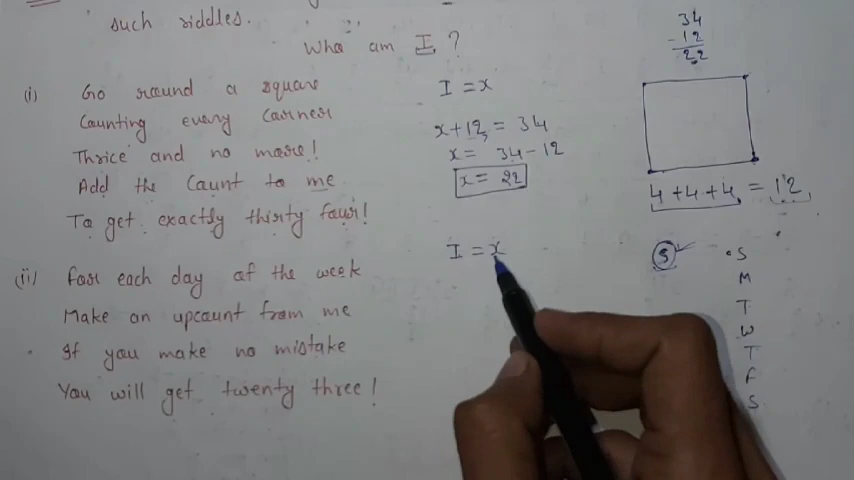 such riddles.
Who am I ?
(i) Go round a square
Counting every corner
Thrice and no more!
Add the Count to me
To get exactly thirty four!
I = x
x + 12 = 34
x = 34 - 12
x = 22
34
- 12
22
4 + 4 + 4 = 12
(ii) For each day of the week
Make an upcount from me
If you make no mistake
You will get twenty three!
I = x
S
M
T
W
T
F
S